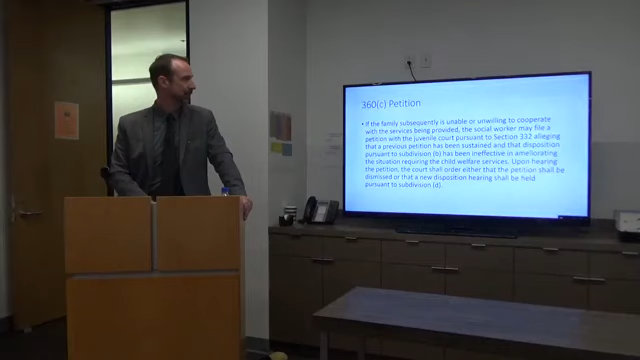 360(c) Petition
• If the family subsequently is unable or unwilling to cooperate
with the services being provided, the social worker may file a
petition with the juvenile court pursuant to Section 332 alleging
that a previous petition has been sustained and that disposition
pursuant to subdivision (b) has been ineffective in ameliorating
the situation requiring the child welfare services. Upon hearing
the petition, the court shall order either that the petition shall be
dismissed or that a new disposition hearing shall be held
pursuant to subdivision (d).